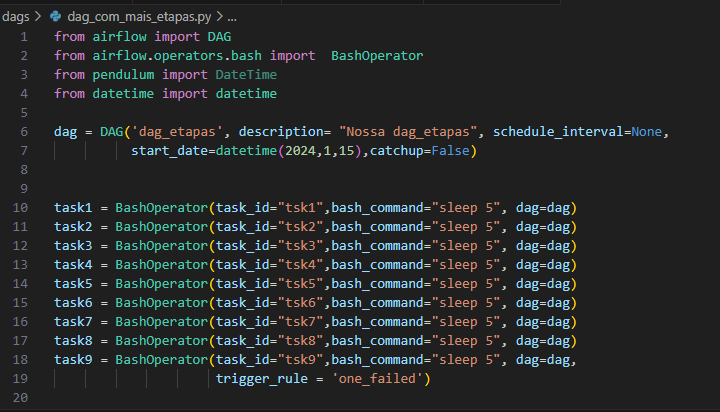 dags > dag_com_mais_etapas.py > ...
1 from airflow import DAG
2 from airflow.operators.bash import  BashOperator
3 from pendulum import DateTime
4 from datetime import datetime
5
6 dag = DAG('dag_etapas', description= "Nossa dag_etapas", schedule_interval=None,
7           start_date=datetime(2024,1,15),catchup=False)
8
9
10 task1 = BashOperator(task_id="tsk1",bash_command="sleep 5", dag=dag)
11 task2 = BashOperator(task_id="tsk2",bash_command="sleep 5", dag=dag)
12 task3 = BashOperator(task_id="tsk3",bash_command="sleep 5", dag=dag)
13 task4 = BashOperator(task_id="tsk4",bash_command="sleep 5", dag=dag)
14 task5 = BashOperator(task_id="tsk5",bash_command="sleep 5", dag=dag)
15 task6 = BashOperator(task_id="tsk6",bash_command="sleep 5", dag=dag)
16 task7 = BashOperator(task_id="tsk7",bash_command="sleep 5", dag=dag)
17 task8 = BashOperator(task_id="tsk8",bash_command="sleep 5", dag=dag)
18 task9 = BashOperator(task_id="tsk9",bash_command="sleep 5", dag=dag,
19                      trigger_rule = 'one_failed')
20